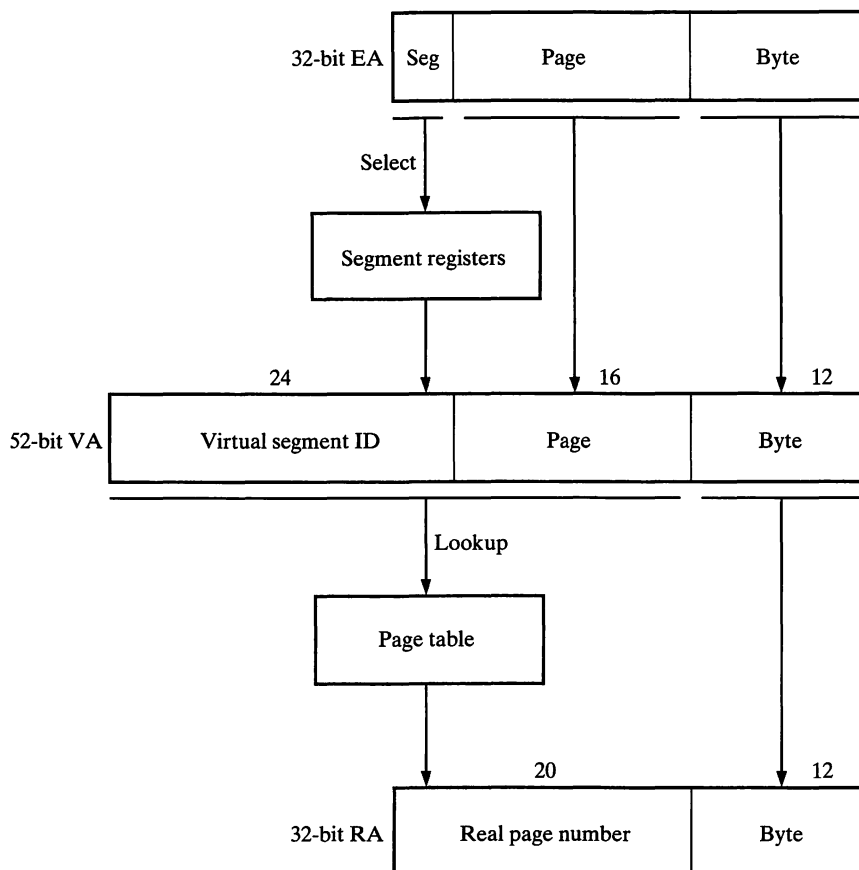 32-bit EA Seg Page Byte
Select
Segment registers
24 16 12
52-bit VA Virtual segment ID Page Byte
Lookup
Page table
20 12
32-bit RA Real page number Byte